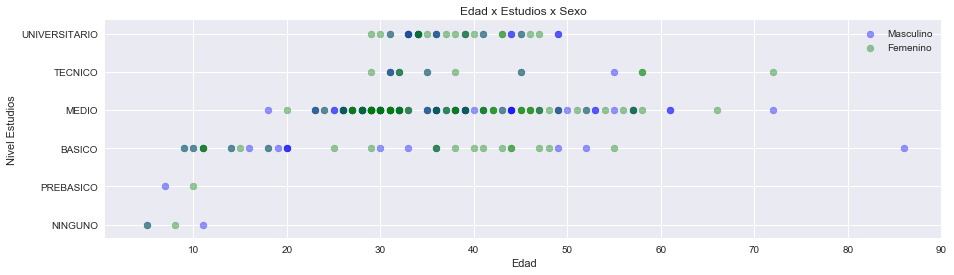 Edad x Estudios x Sexo
Nivel Estudios
UNIVERSITARIO
TECNICO
MEDIO
BASICO
PREBASICO
NINGUNO
Masculino
Femenino
10 20 30 40 50 60 70 80 90
Edad